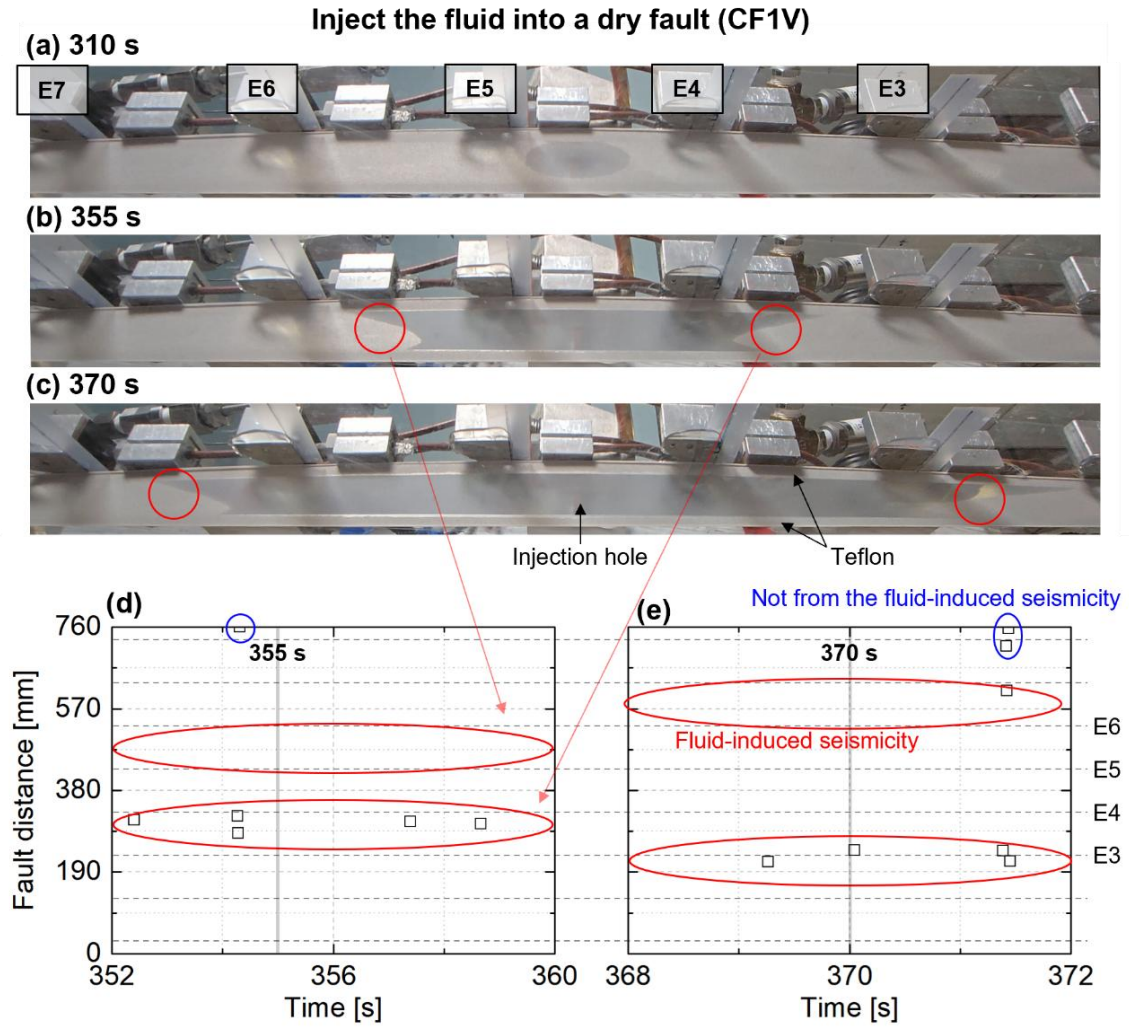 Inject the fluid into a dry fault (CF1V)
(a) 310 s
E7 E6 E5 E4 E3
(b) 355 s
(c) 370 s
Injection hole
Teflon
(d)
(e)
Not from the fluid-induced seismicity
355 s
370 s
Fluid-induced seismicity
Fault distance [mm]
760
570
380
190
0
E6
E5
E4
E3
352 356 360
368 370 372
Time [s]
Time [s]